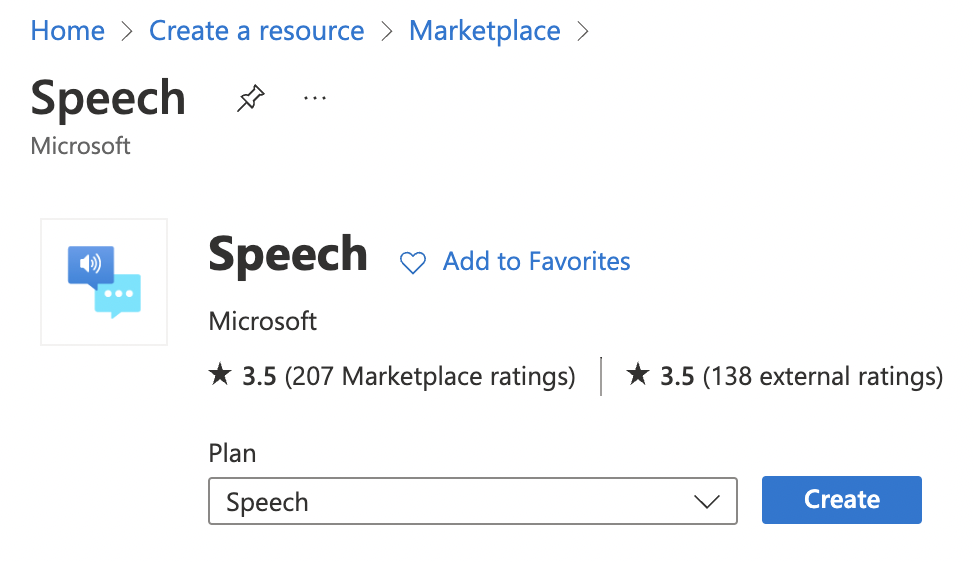 Home > Create a resource > Marketplace >
Speech ...
Microsoft
Speech Add to Favorites
Microsoft
★ 3.5 (207 Marketplace ratings) | ★ 3.5 (138 external ratings)
Plan
Speech Create